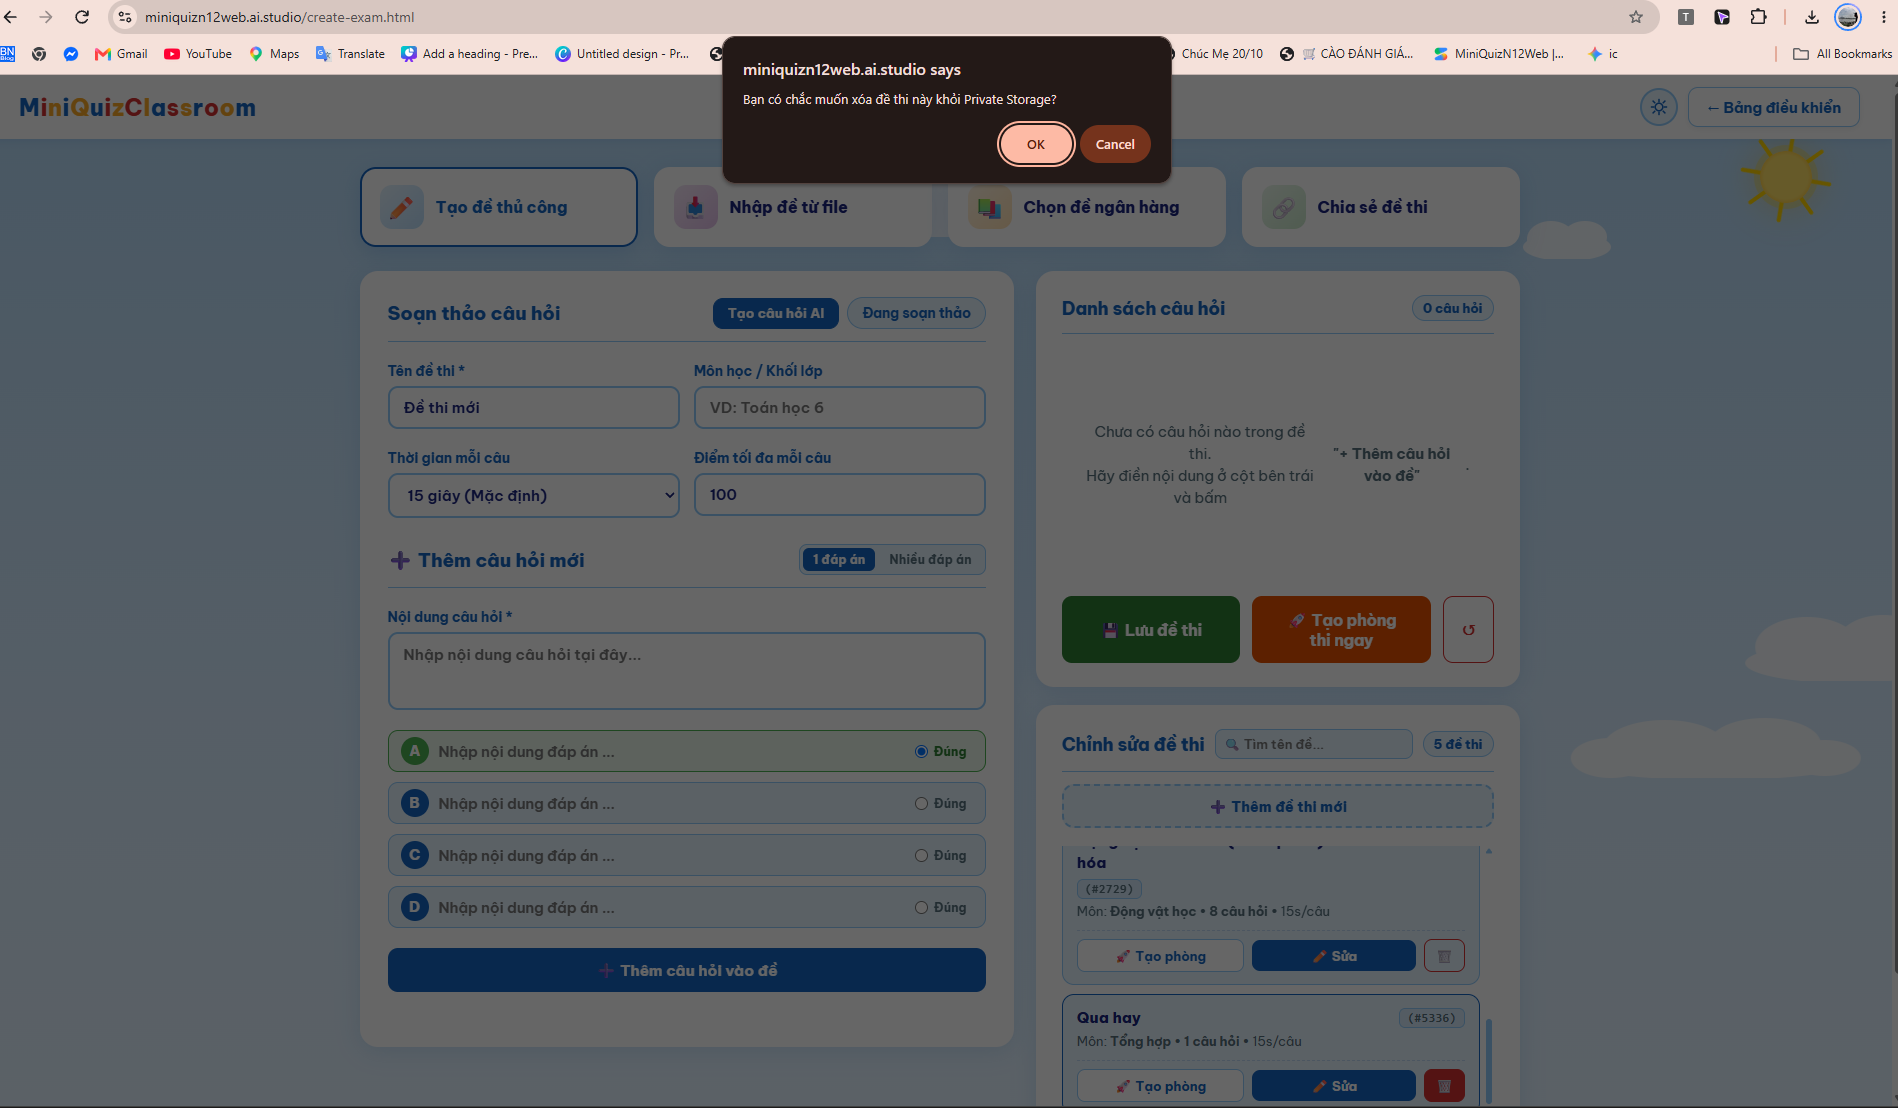 miniquizn12web.ai.studio/create-exam.html
T
BN
Blog
Gmail
YouTube
Maps
Translate
Add a heading - Pre...
Untitled design - Pr...
Chúc Mẹ 20/10
CÀO ĐÁNH GIÁ...
MiniQuizN12Web |...
ic
All Bookmarks
miniquizn12web.ai.studio says
Bạn có chắc muốn xóa đề thi này khỏi Private Storage?
OK
Cancel
MiniQuizClassroom
← Bảng điều khiển
Tạo đề thủ công
Nhập đề từ file
Chọn đề ngân hàng
Chia sẻ đề thi
Soạn thảo câu hỏi
Tạo câu hỏi AI
Đang soạn thảo
Tên đề thi *
Môn học / Khối lớp
Đề thi mới
VD: Toán học 6
Thời gian mỗi câu
Điểm tối đa mỗi câu
15 giây (Mặc định)
100
Thêm câu hỏi mới
1 đáp án
Nhiều đáp án
Nội dung câu hỏi *
Nhập nội dung câu hỏi tại đây...
A Nhập nội dung đáp án ... Đúng
B Nhập nội dung đáp án ... Đúng
C Nhập nội dung đáp án ... Đúng
D Nhập nội dung đáp án ... Đúng
Thêm câu hỏi vào đề
Danh sách câu hỏi
0 câu hỏi
Chưa có câu hỏi nào trong đề
thi.
Hãy điền nội dung ở cột bên trái
và bấm
"+ Thêm câu hỏi
vào đề"
.
Lưu đề thi
Tạo phòng
thi ngay
Chỉnh sửa đề thi
Tìm tên đề...
5 đề thi
Thêm đề thi mới
hóa
(#2729)
Môn: Động vật học • 8 câu hỏi • 15s/câu
Tạo phòng
Sửa
Qua hay
(#5336)
Môn: Tổng hợp • 1 câu hỏi • 15s/câu
Tạo phòng
Sửa